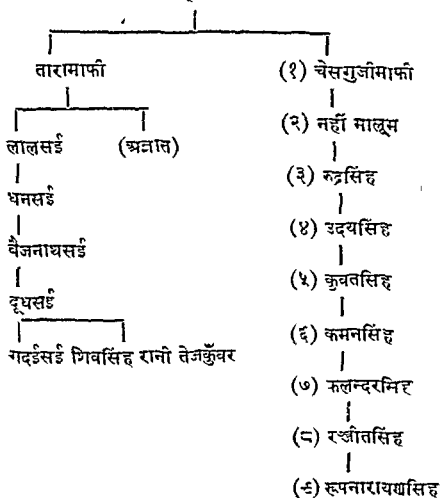 तारामाफी
(१) चेसगुजीमाफी
लालसई (अज्ञात)
(२) नहीं मालूम
(३) रुद्रसिंह
धनसई
(४) उदयसिंह
वैजनाथसई
(५) कुवतसिंह
दूधसई
(६) कमनसिंह
गदईसई शिवसिंह रानी तेजकुँवर
(७) कलन्दरसिंह
(८) रञ्जीतसिंह
(९) रूपनारायणसिंह